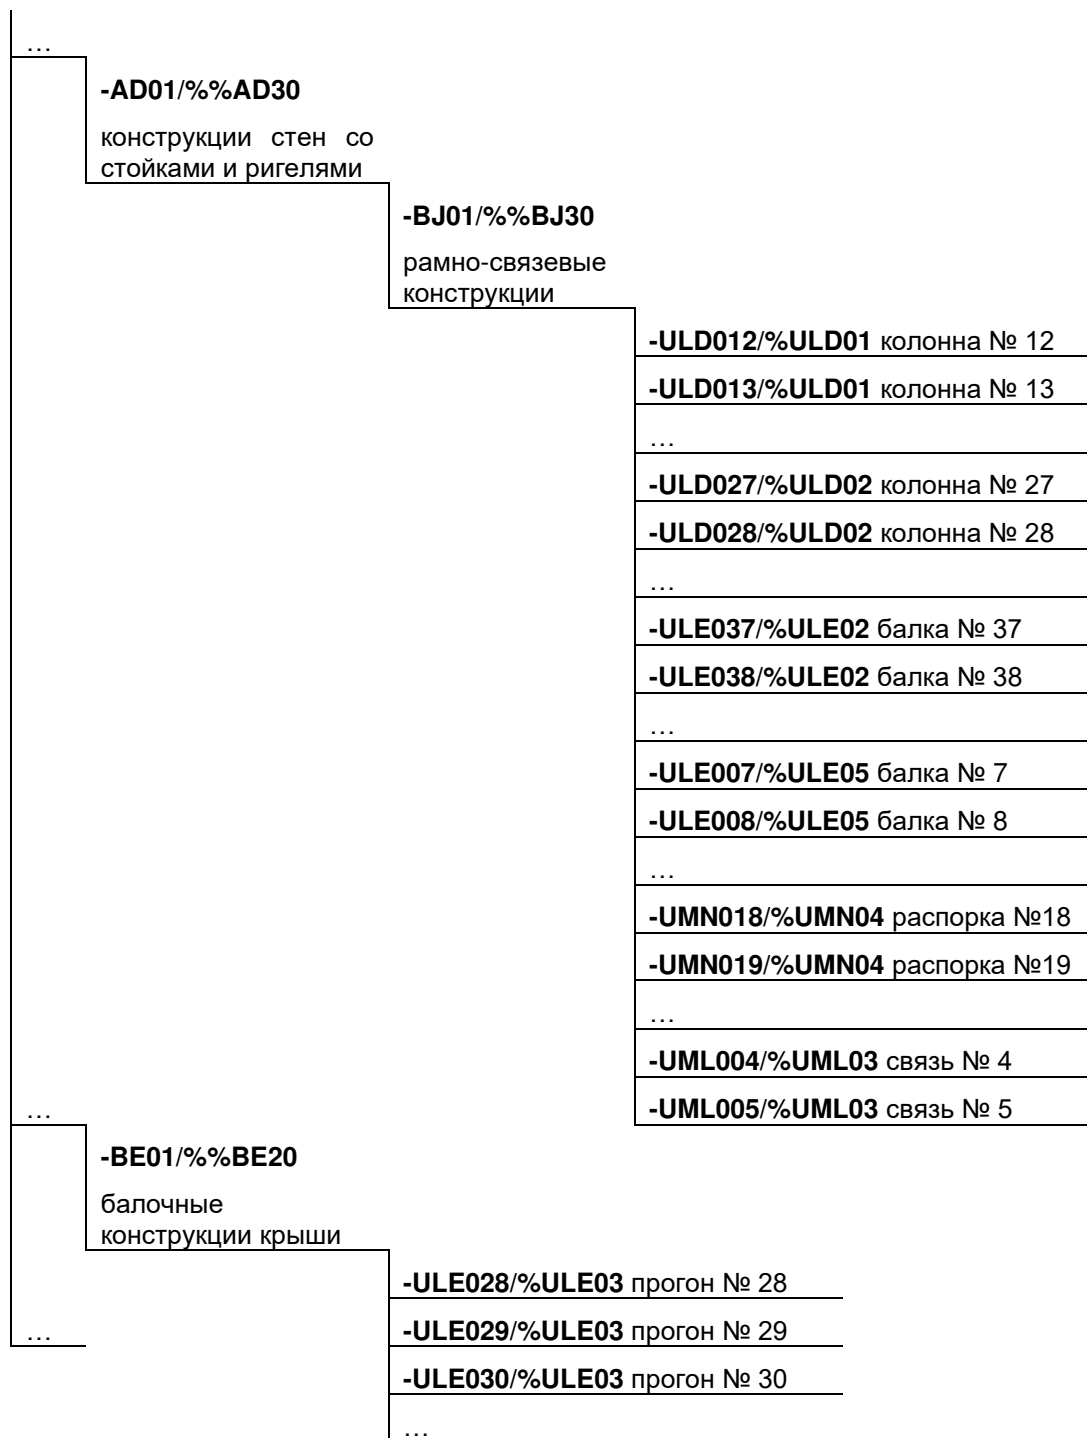 …
-AD01/%%AD30
конструкции стен со
стойками и ригелями
-BJ01/%%BJ30
рамно-связевые
конструкции
-ULD012/%ULD01 колонна № 12
-ULD013/%ULD01 колонна № 13
…
-ULD027/%ULD02 колонна № 27
-ULD028/%ULD02 колонна № 28
…
-ULE037/%ULE02 балка № 37
-ULE038/%ULE02 балка № 38
…
-ULE007/%ULE05 балка № 7
-ULE008/%ULE05 балка № 8
…
-UMN018/%UMN04 распорка №18
-UMN019/%UMN04 распорка №19
…
-UML004/%UML03 связь № 4
-UML005/%UML03 связь № 5
…
-BE01/%%BE20
балочные
конструкции крыши
-ULE028/%ULE03 прогон № 28
-ULE029/%ULE03 прогон № 29
…
-ULE030/%ULE03 прогон № 30
…